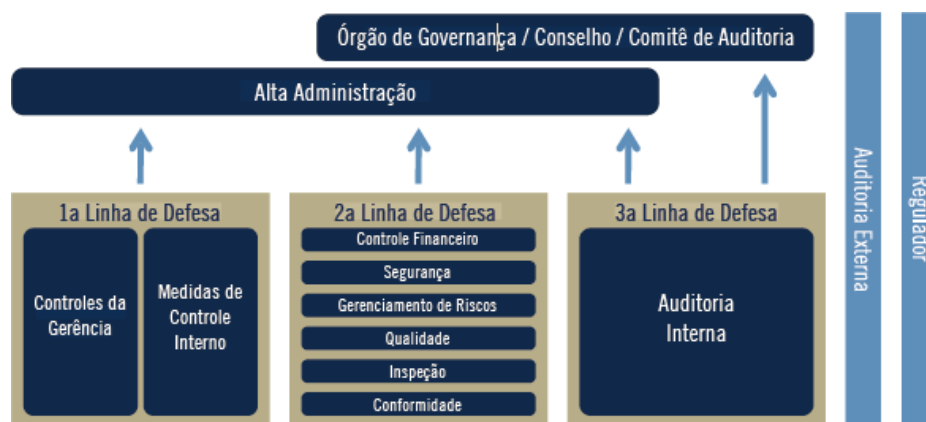 Órgão de Governança / Conselho / Comitê de Auditoria
Alta Administração
1a Linha de Defesa
Controles da
Gerência
Medidas de
Controle
Interno
2a Linha de Defesa
Controle Financeiro
Segurança
Gerenciamento de Riscos
Qualidade
Inspeção
Conformidade
3a Linha de Defesa
Auditoria
Interna
Auditoria Externa
Regulador